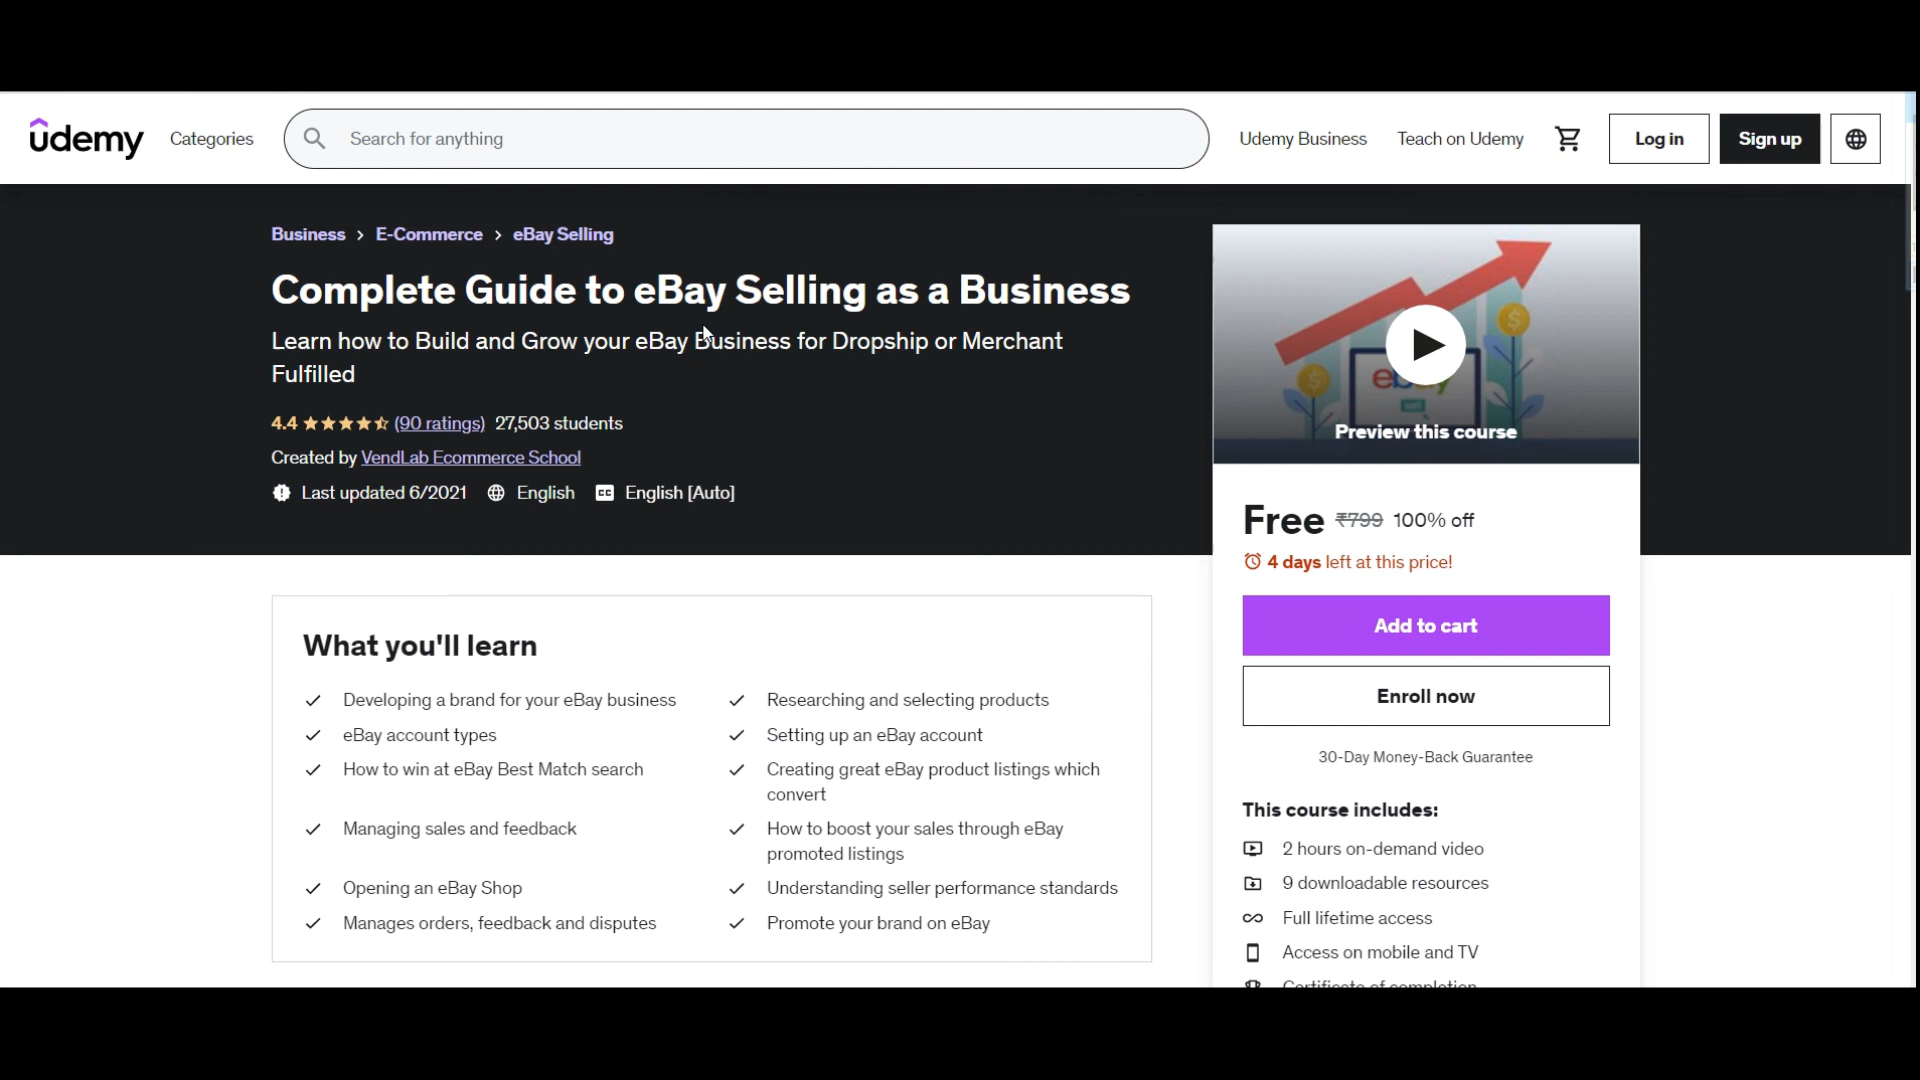 udemy
Categories
Search for anything
Udemy Business
Teach on Udemy
Log in
Sign up
Business > E-Commerce > eBay Selling
Complete Guide to eBay Selling as a Business
Learn how to Build and Grow your eBay Business for Dropship or Merchant
Fulfilled
4.4 (90 ratings) 27,503 students
Created by VendLab Ecommerce School
Last updated 6/2021 English English [Auto]
What you'll learn
Developing a brand for your eBay business
Researching and selecting products
eBay account types
Setting up an eBay account
How to win at eBay Best Match search
Creating great eBay product listings which
convert
Managing sales and feedback
How to boost your sales through eBay
promoted listings
Opening an eBay Shop
Understanding seller performance standards
Manages orders, feedback and disputes
Promote your brand on eBay
Preview this course
Free ₹799 100% off
4 days left at this price!
Add to cart
Enroll now
30-Day Money-Back Guarantee
This course includes:
2 hours on-demand video
9 downloadable resources
Full lifetime access
Access on mobile and TV
Certificate of completion